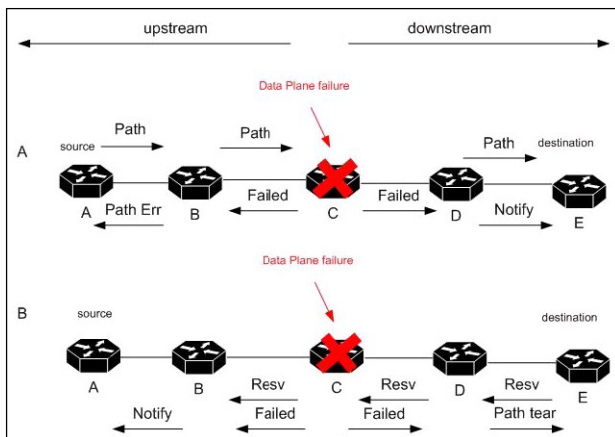 upstream downstream
Data Plane failure
A source Path Path Path destination
A Path Err B Failed C Failed D Notify E
Data Plane failure
B source destination
A B Resv C Resv D Resv E
Notify Failed Failed Path tear